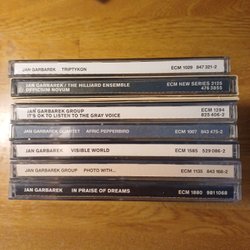 JAN GARBAREK TRIPTYKON ECM 1029 847 321-2
JAN GARBAREK / THE HILLIARD ENSEMBLE ECM NEW SERIES 2125
OFFICIUM NOVUM 476 3855
JAN GARBAREK GROUP ECM 1294
IT'S OK TO LISTEN TO THE GRAY VOICE 825 406-2
JAN GARBAREK QUARTET AFRIC PEPPERBIRD ECM 1007 843 475-2
JAN GARBAREK VISIBLE WORLD ECM 1585 529 086-2
JAN GARBAREK GROUP PHOTO WITH... ECM 1135 843 168-2
JAN GARBAREK IN PRAISE OF DREAMS ECM 1880 9811068